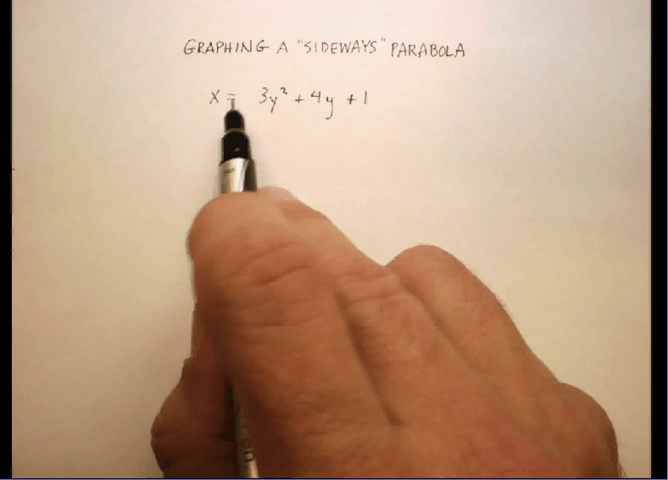 GRAPHING A "SIDEWAYS" PARABOLA
x = 3y² + 4y + 1